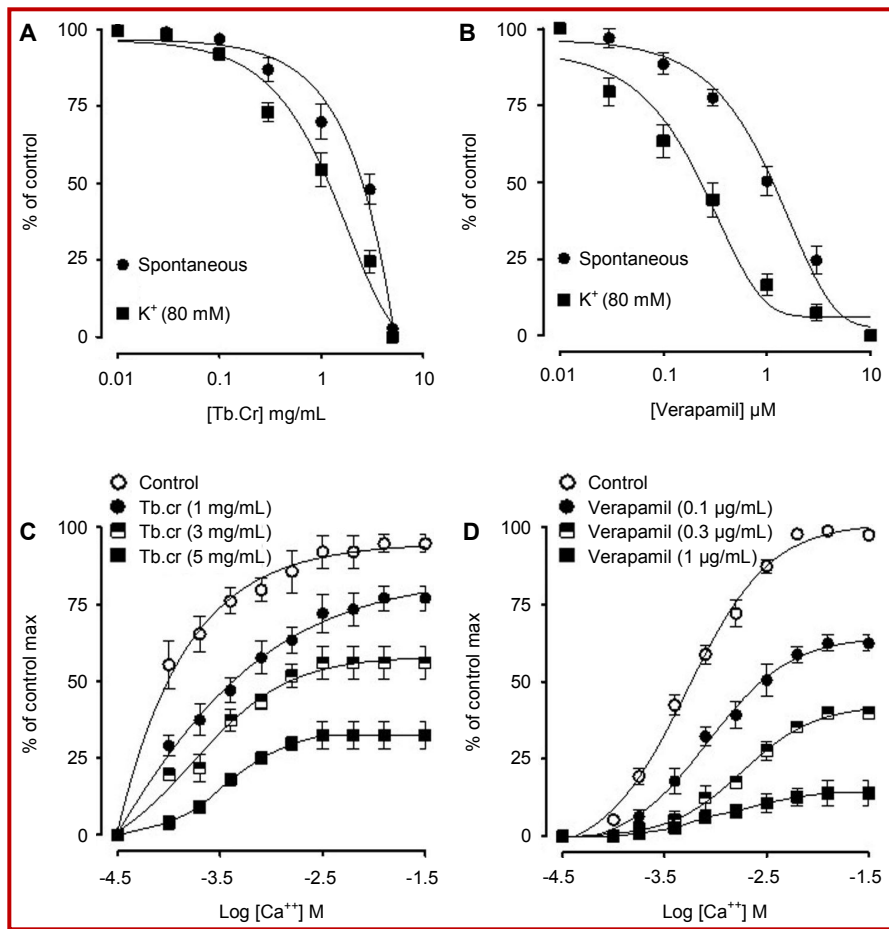 A
% of control
100
75
50
25
0
Spontaneous
K⁺ (80 mM)
0.01 0.1 1 10
[Tb.Cr] mg/mL
B
% of control
100
75
50
25
0
Spontaneous
K⁺ (80 mM)
0.01 0.1 1 10
[Verapamil] µM
C
Control
Tb.cr (1 mg/mL)
Tb.cr (3 mg/mL)
Tb.cr (5 mg/mL)
% of control max
100
75
50
25
0
-4.5 -3.5 -2.5 -1.5
Log [Ca⁺⁺] M
D
Control
Verapamil (0.1 µg/mL)
Verapamil (0.3 µg/mL)
Verapamil (1 µg/mL)
% of control max
100
75
50
25
0
-4.5 -3.5 -2.5 -1.5
Log [Ca⁺⁺] M